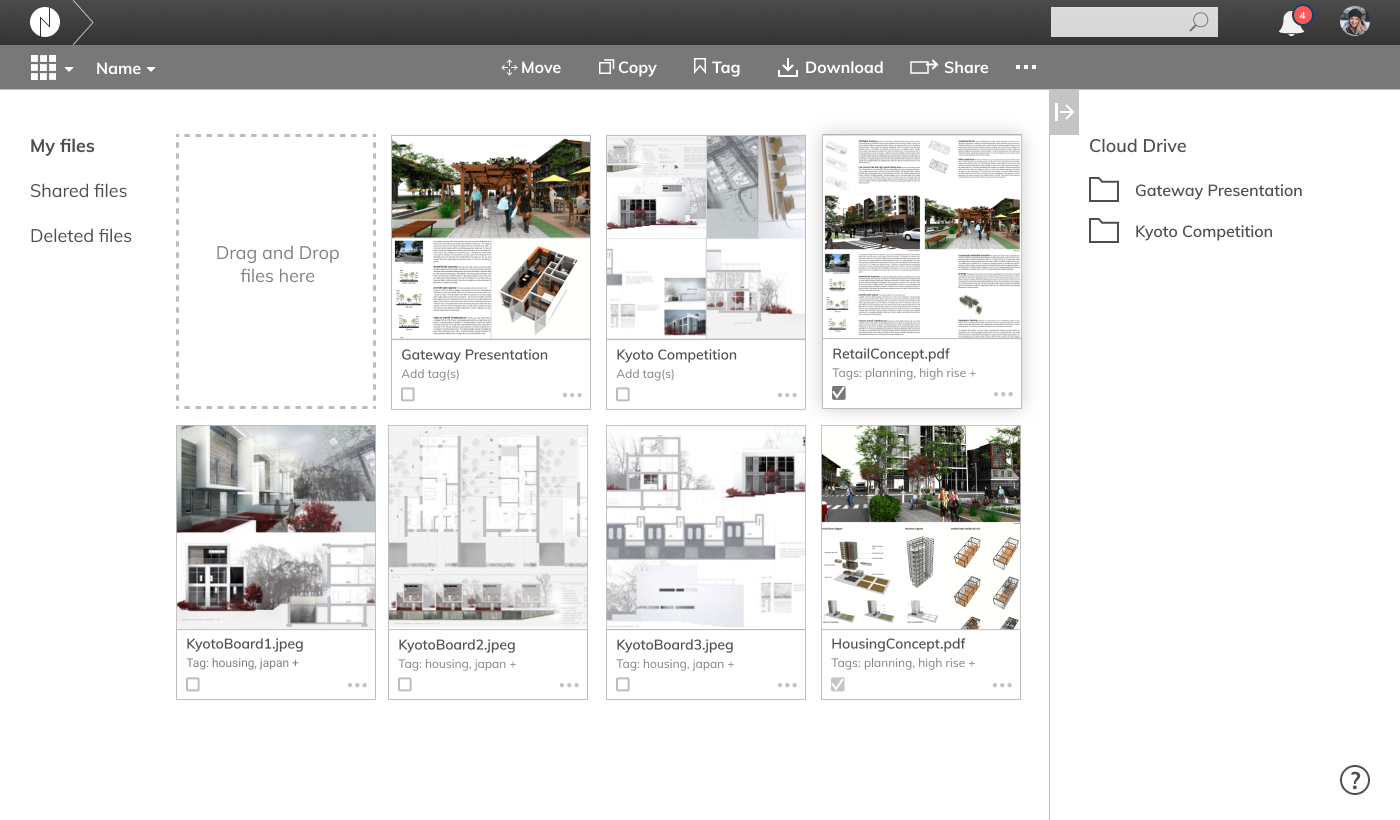 N
4
Name
Move
Copy
Tag
Download
Share
My files
Shared files
Deleted files
Drag and Drop
files here
Gateway Presentation
Add tag(s)
Kyoto Competition
Add tag(s)
RetailConcept.pdf
Tags: planning, high rise +
KyotoBoard1.jpeg
Tag: housing, japan +
KyotoBoard2.jpeg
Tag: housing, japan +
KyotoBoard3.jpeg
Tag: housing, japan +
HousingConcept.pdf
Tags: planning, high rise +
Cloud Drive
Gateway Presentation
Kyoto Competition
?